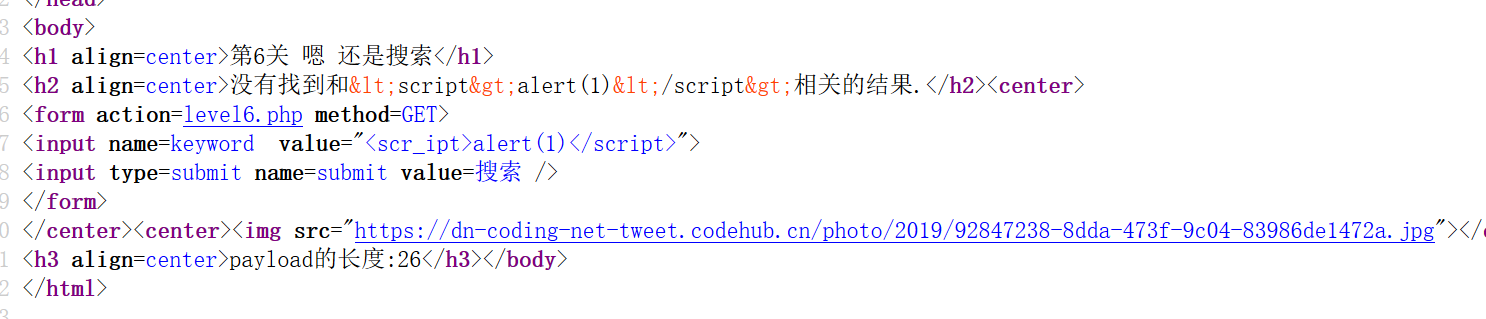 2 </head>
3 <body>
4 <h1 align=center>第6关 嗯 还是搜索</h1>
5 <h2 align=center>没有找到和&lt;script&gt;alert(1)&lt;/script&gt;相关的结果.</h2><center>
6 <form action=level6.php method=GET>
7 <input name=keyword  value="<scr_ipt>alert(1)</script>">
8 <input type=submit name=submit value=搜索 />
9 </form>
0 </center><center><img src="https://dn-coding-net-tweet.codehub.cn/photo/2019/92847238-8dda-473f-9c04-83986de1472a.jpg"></c
1 <h3 align=center>payload的长度:26</h3></body>
2 </html>
3